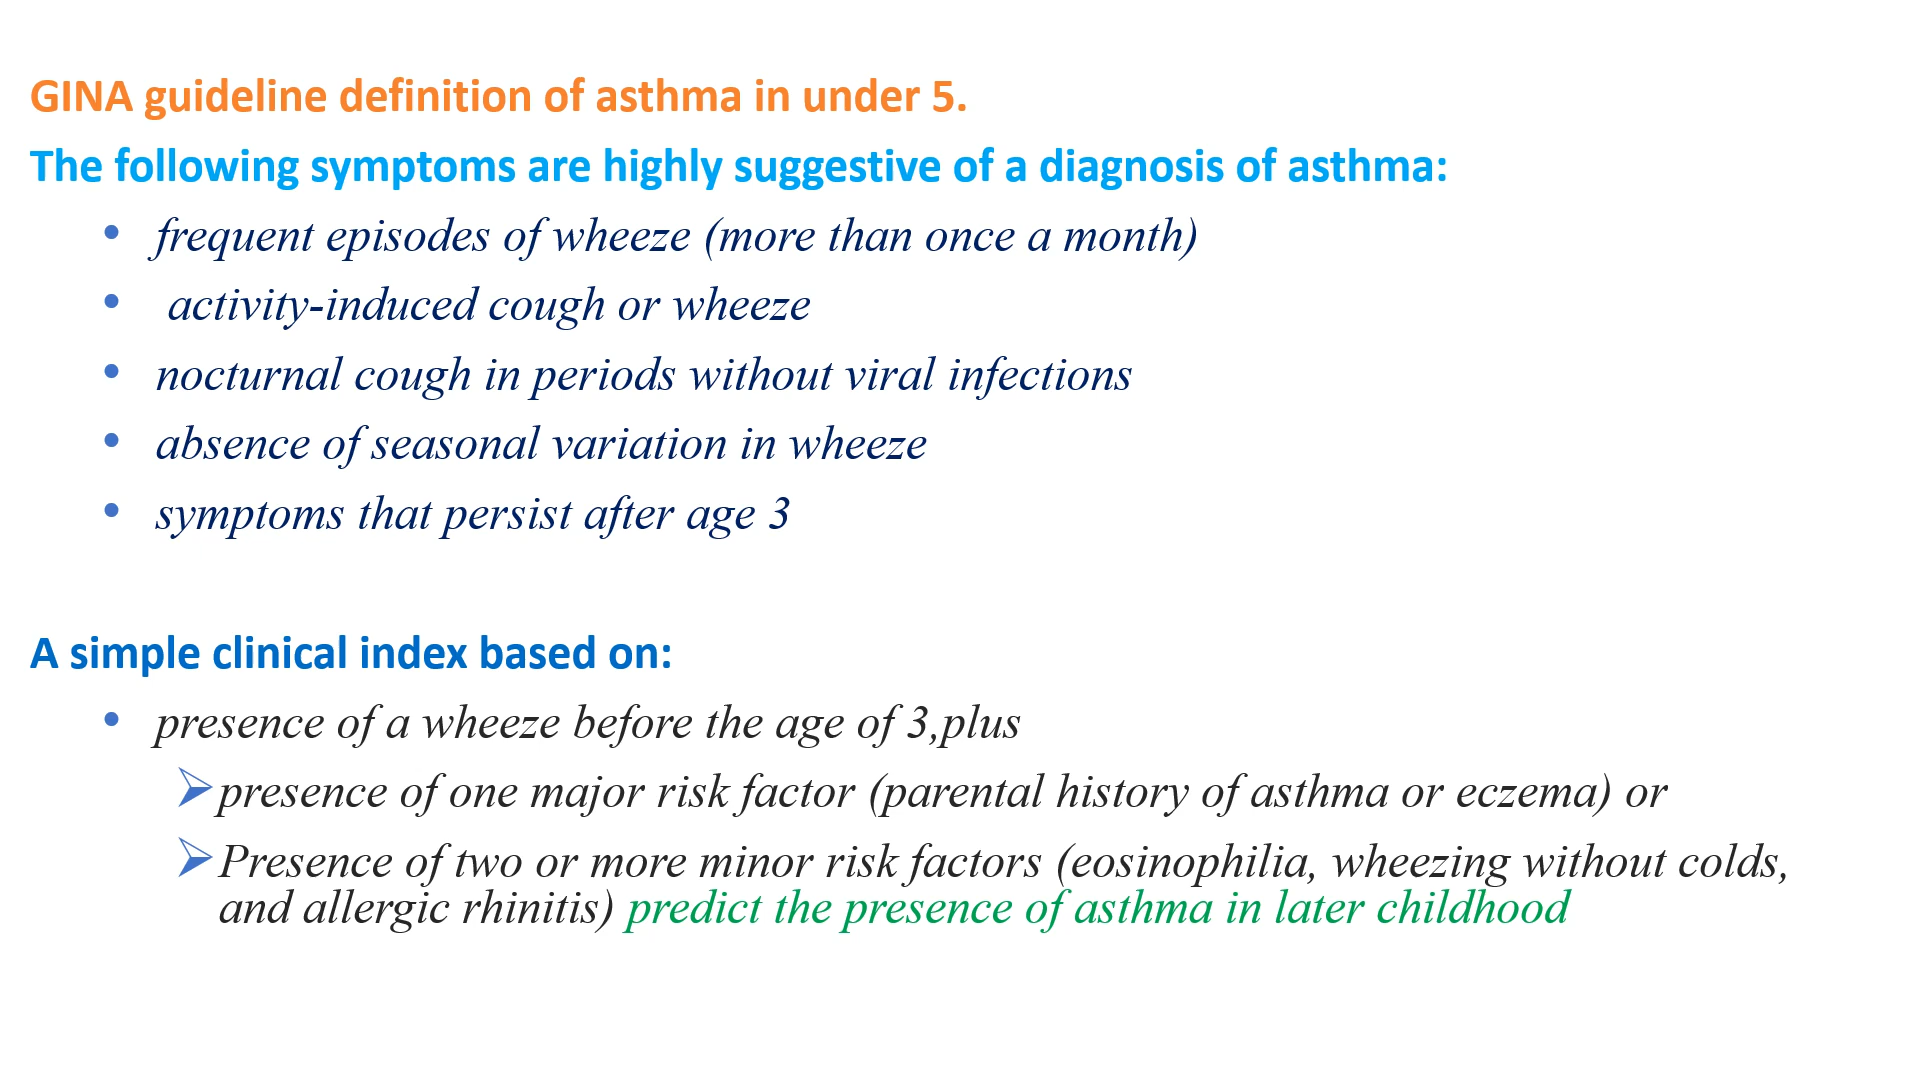 GINA guideline definition of asthma in under 5.
The following symptoms are highly suggestive of a diagnosis of asthma:
• frequent episodes of wheeze (more than once a month)
• activity-induced cough or wheeze
• nocturnal cough in periods without viral infections
• absence of seasonal variation in wheeze
• symptoms that persist after age 3
A simple clinical index based on:
• presence of a wheeze before the age of 3,plus
➢presence of one major risk factor (parental history of asthma or eczema) or
➢Presence of two or more minor risk factors (eosinophilia, wheezing without colds,
and allergic rhinitis) predict the presence of asthma in later childhood